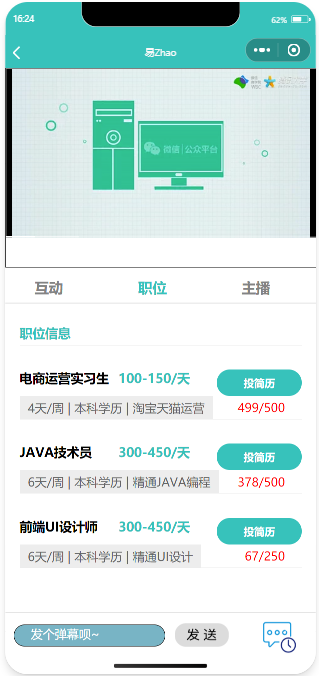 16:24
62%
易Zhao
微信 | 公众平台
互动 职位 主播
职位信息
电商运营实习生 100-150/天 投简历
4天/周 | 本科学历 | 淘宝天猫运营 499/500
JAVA技术员 300-450/天 投简历
6天/周 | 本科学历 | 精通JAVA编程 378/500
前端UI设计师 300-450/天 投简历
6天/周 | 本科学历 | 精通UI设计 67/250
发个弹幕呗~ 发 送